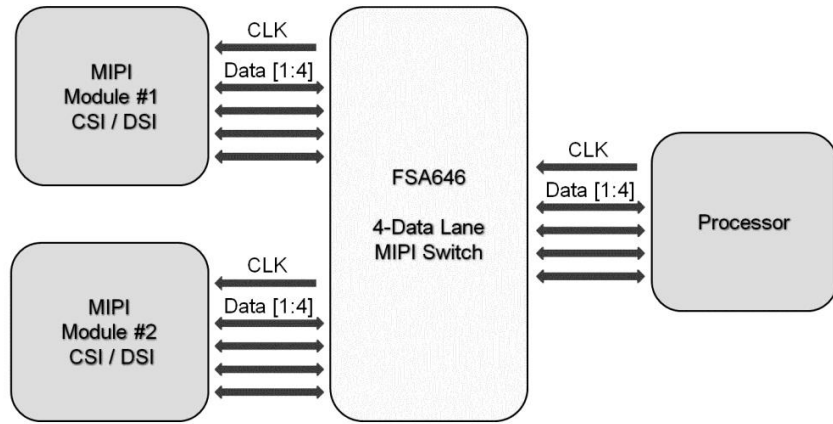 MIPI
Module #1
CSI / DSI
CLK
Data [1:4]
MIPI
Module #2
CSI / DSI
CLK
Data [1:4]
FSA646
4-Data Lane
MIPI Switch
CLK
Data [1:4]
Processor